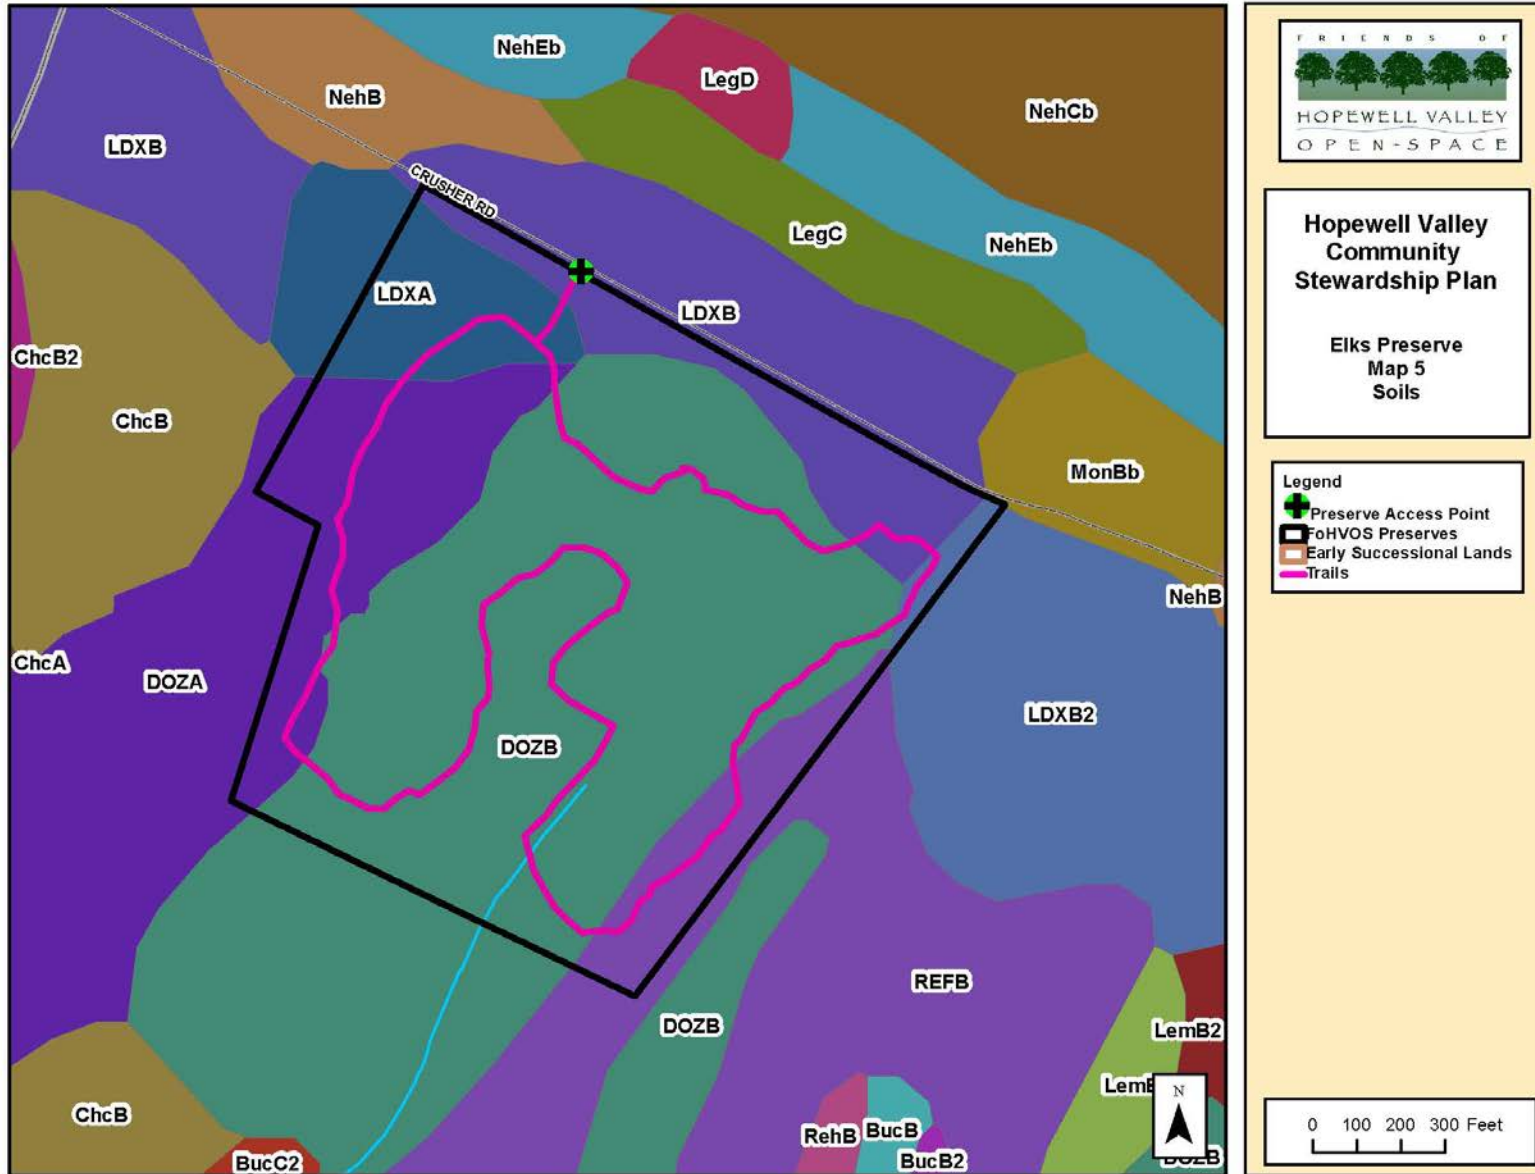 NehEb
LegD
NehB
NehCb
LDXB
CRUSHER RD
LegC
NehEb
LDXA
LDXB
ChcB2
ChcB
MonBb
NehB
ChcA
DOZA
LDXB2
DOZB
REFB
DOZB
LemB2
ChcB
RehB
BucB
BucC2
BucB2
N
DOZB
FRIENDS OF
HOPEWELL VALLEY
OPEN-SPACE
Hopewell Valley
Community
Stewardship Plan
Elks Preserve
Map 5
Soils
Legend
Preserve Access Point
FoHVOS Preserves
Early Successional Lands
Trails
0 100 200 300 Feet